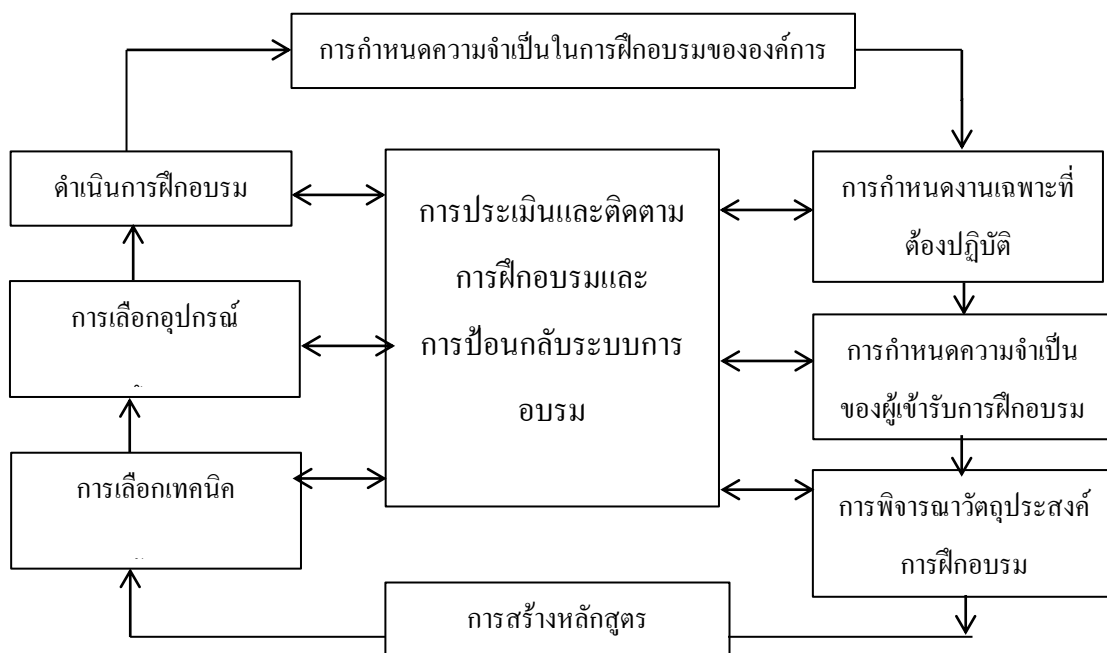 การกำหนดความจำเป็นในการฝึกอบรมขององค์การ
ดำเนินการฝึกอบรม
การประเมินและติดตาม
การฝึกอบรมและ
การป้อนกลับระบบการ
อบรม
การกำหนดงานเฉพาะที่
ต้องปฏิบัติ
การเลือกอุปกรณ์
การกำหนดความจำเป็น
ของผู้เข้ารับการฝึกอบรม
การเลือกเทคนิค
การพิจารณาวัตถุประสงค์
การฝึกอบรม
การสร้างหลักสูตร